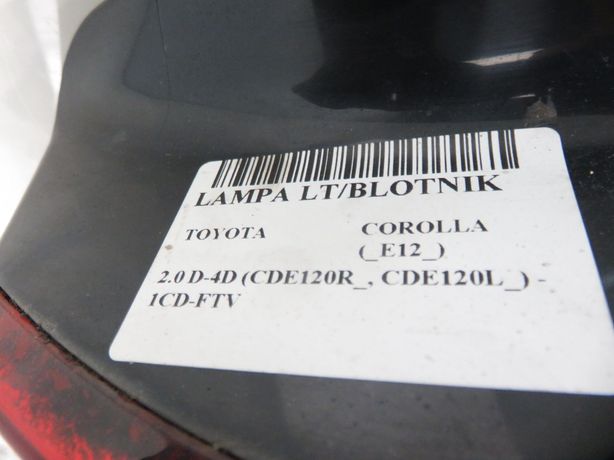 LAMPA LT/BLOTNIK
TOYOTA COROLLA
(_E12_)
2.0 D-4D (CDE120R_, CDE120L_) -
1CD-FTV